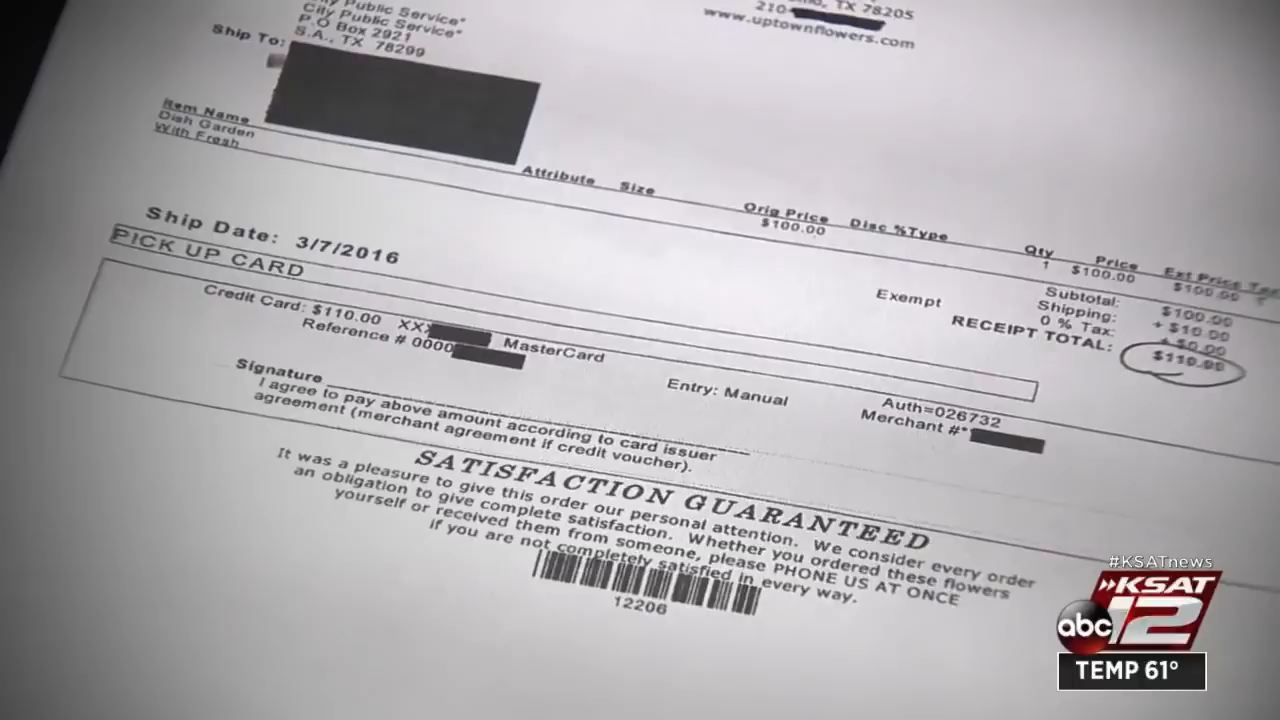 TX 78205
210-
www.uptownflowers.com
City Public Service*
City Public Service*
P.O Box 2921
S.A., TX 78299
Ship To:
Item Name Attribute Size Orig Price Disc %Type Qty Price Ext Price
Dish Garden $100.00 1 $100.00 $100.00
With Fresh
Exempt Subtotal: $100.00
Shipping: + $10.00
0 % Tax: + $0.00
RECEIPT TOTAL: $110.00
Ship Date: 3/7/2016
PICK UP CARD
Credit Card: $110.00 XXX MasterCard
Reference # 0000
Entry: Manual
Auth=026732
Merchant #*
Signature
I agree to pay above amount according to card issuer
agreement (merchant agreement if credit voucher).
SATISFACTION GUARANTEED
It was a pleasure to give this order our personal attention. We consider every order
an obligation to give complete satisfaction. Whether you ordered these flowers
yourself or received them from someone, please PHONE US AT ONCE
if you are not completely satisfied in every way.
12206
#KSATnews
KSAT
abc 12
TEMP 61°